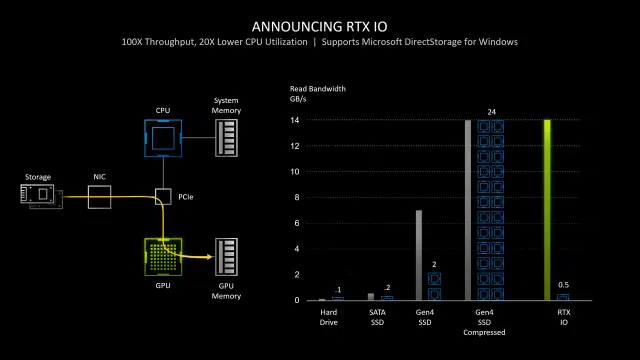 ANNOUNCING RTX IO
100X Throughput, 20X Lower CPU Utilization | Supports Microsoft DirectStorage for Windows
CPU
System
Memory
Storage
NIC
PCIe
GPU
GPU
Memory
Read Bandwidth
GB/s
14
12
10
8
6
4
2
0
.1
.2
2
24
0.5
Hard
Drive
SATA
SSD
Gen4
SSD
Gen4
SSD
Compressed
RTX
IO